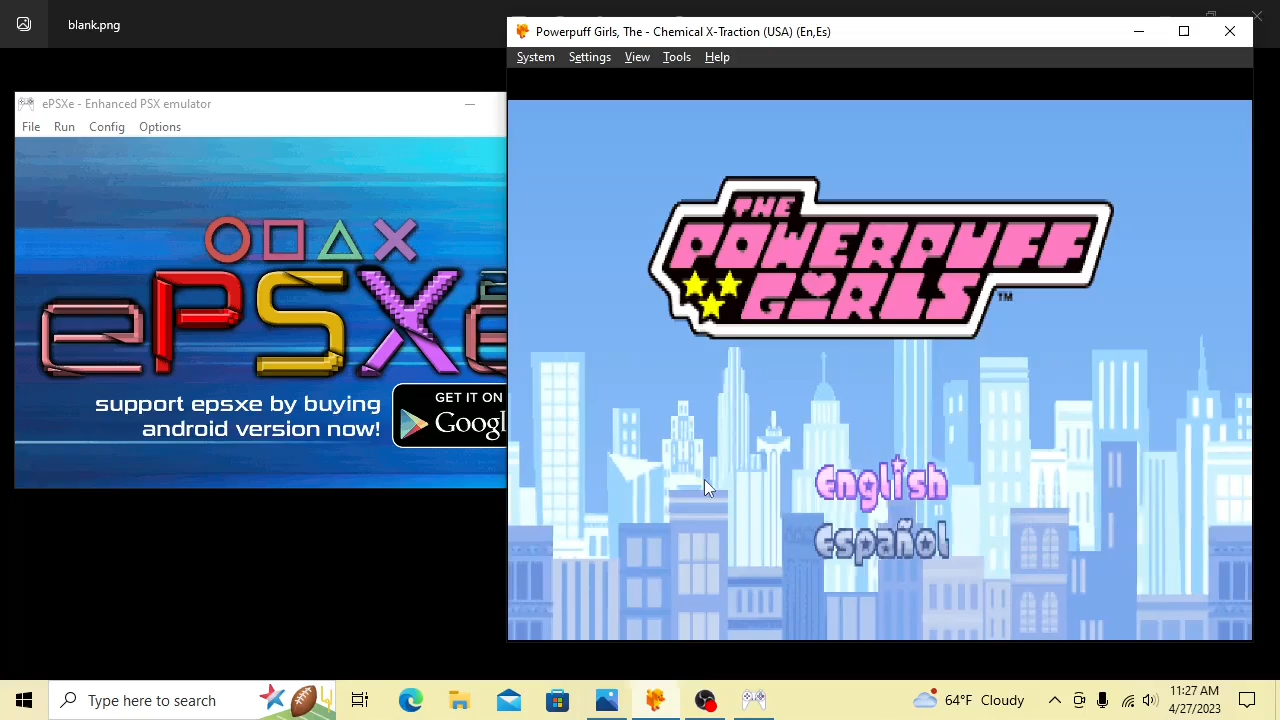 blank.png
Powerpuff Girls, The - Chemical X-Traction (USA) (En,Es)
System Settings View Tools Help
ePSXe - Enhanced PSX emulator
File Run Config Options
THE
POWERPUFF
GiRLS
TM
ePSXe
support epsxe by buying
android version now!
GET IT ON
Googl
English
Español
Type here to search
64°F Cloudy
11:27 AM
4/27/2023